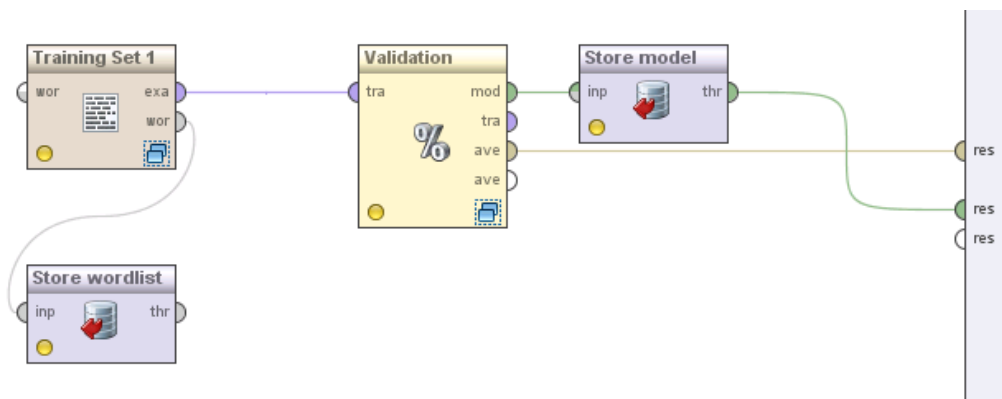 Training Set 1
wor
exa
wor
Validation
tra
mod
tra
ave
ave
%
Store model
inp
thr
res
res
res
Store wordlist
inp
thr